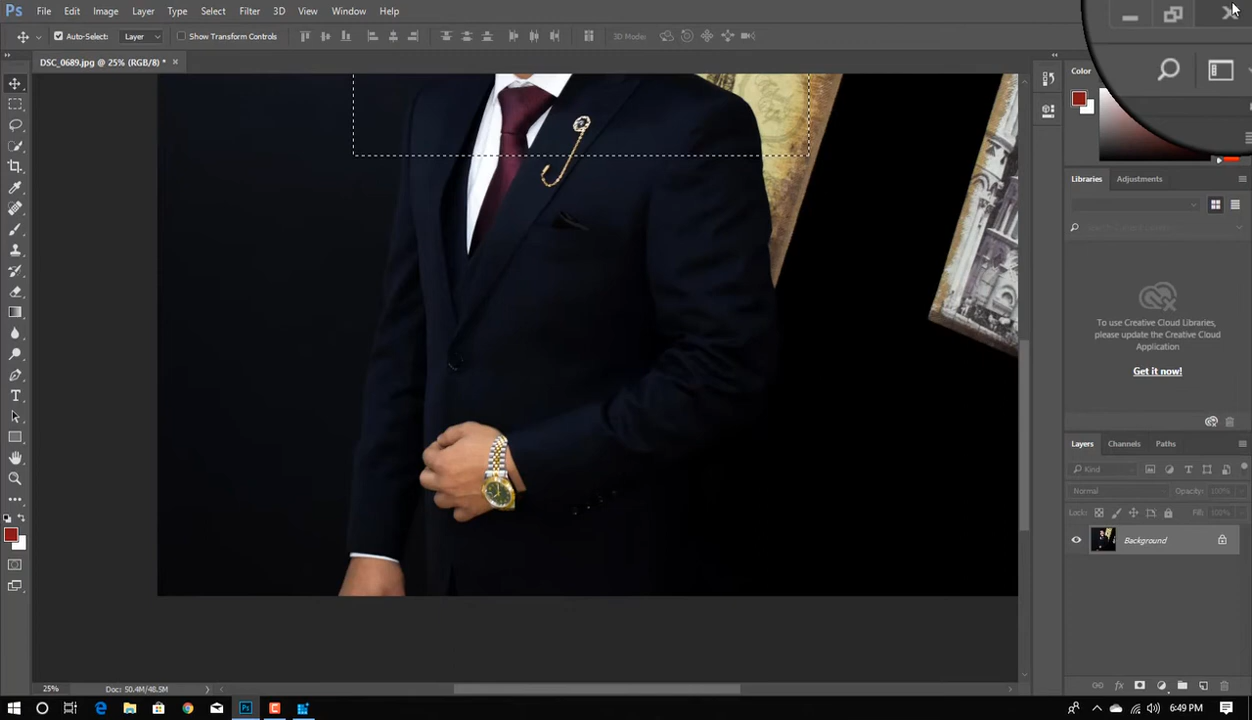 Ps File Edit Image Layer Type Select Filter 3D View Window Help
Auto-Select: Layer Show Transform Controls 3D Mode:
DSC_0689.jpg @ 25% (RGB/8) * ×
Color
Libraries Adjustments
To use Creative Cloud Libraries,
please update the Creative Cloud
Application
Get it now!
Layers Channels Paths
Kind
Normal Opacity: 100%
Lock: Fill: 100%
Background
25% Doc: 50.4M/48.5M
6:49 PM